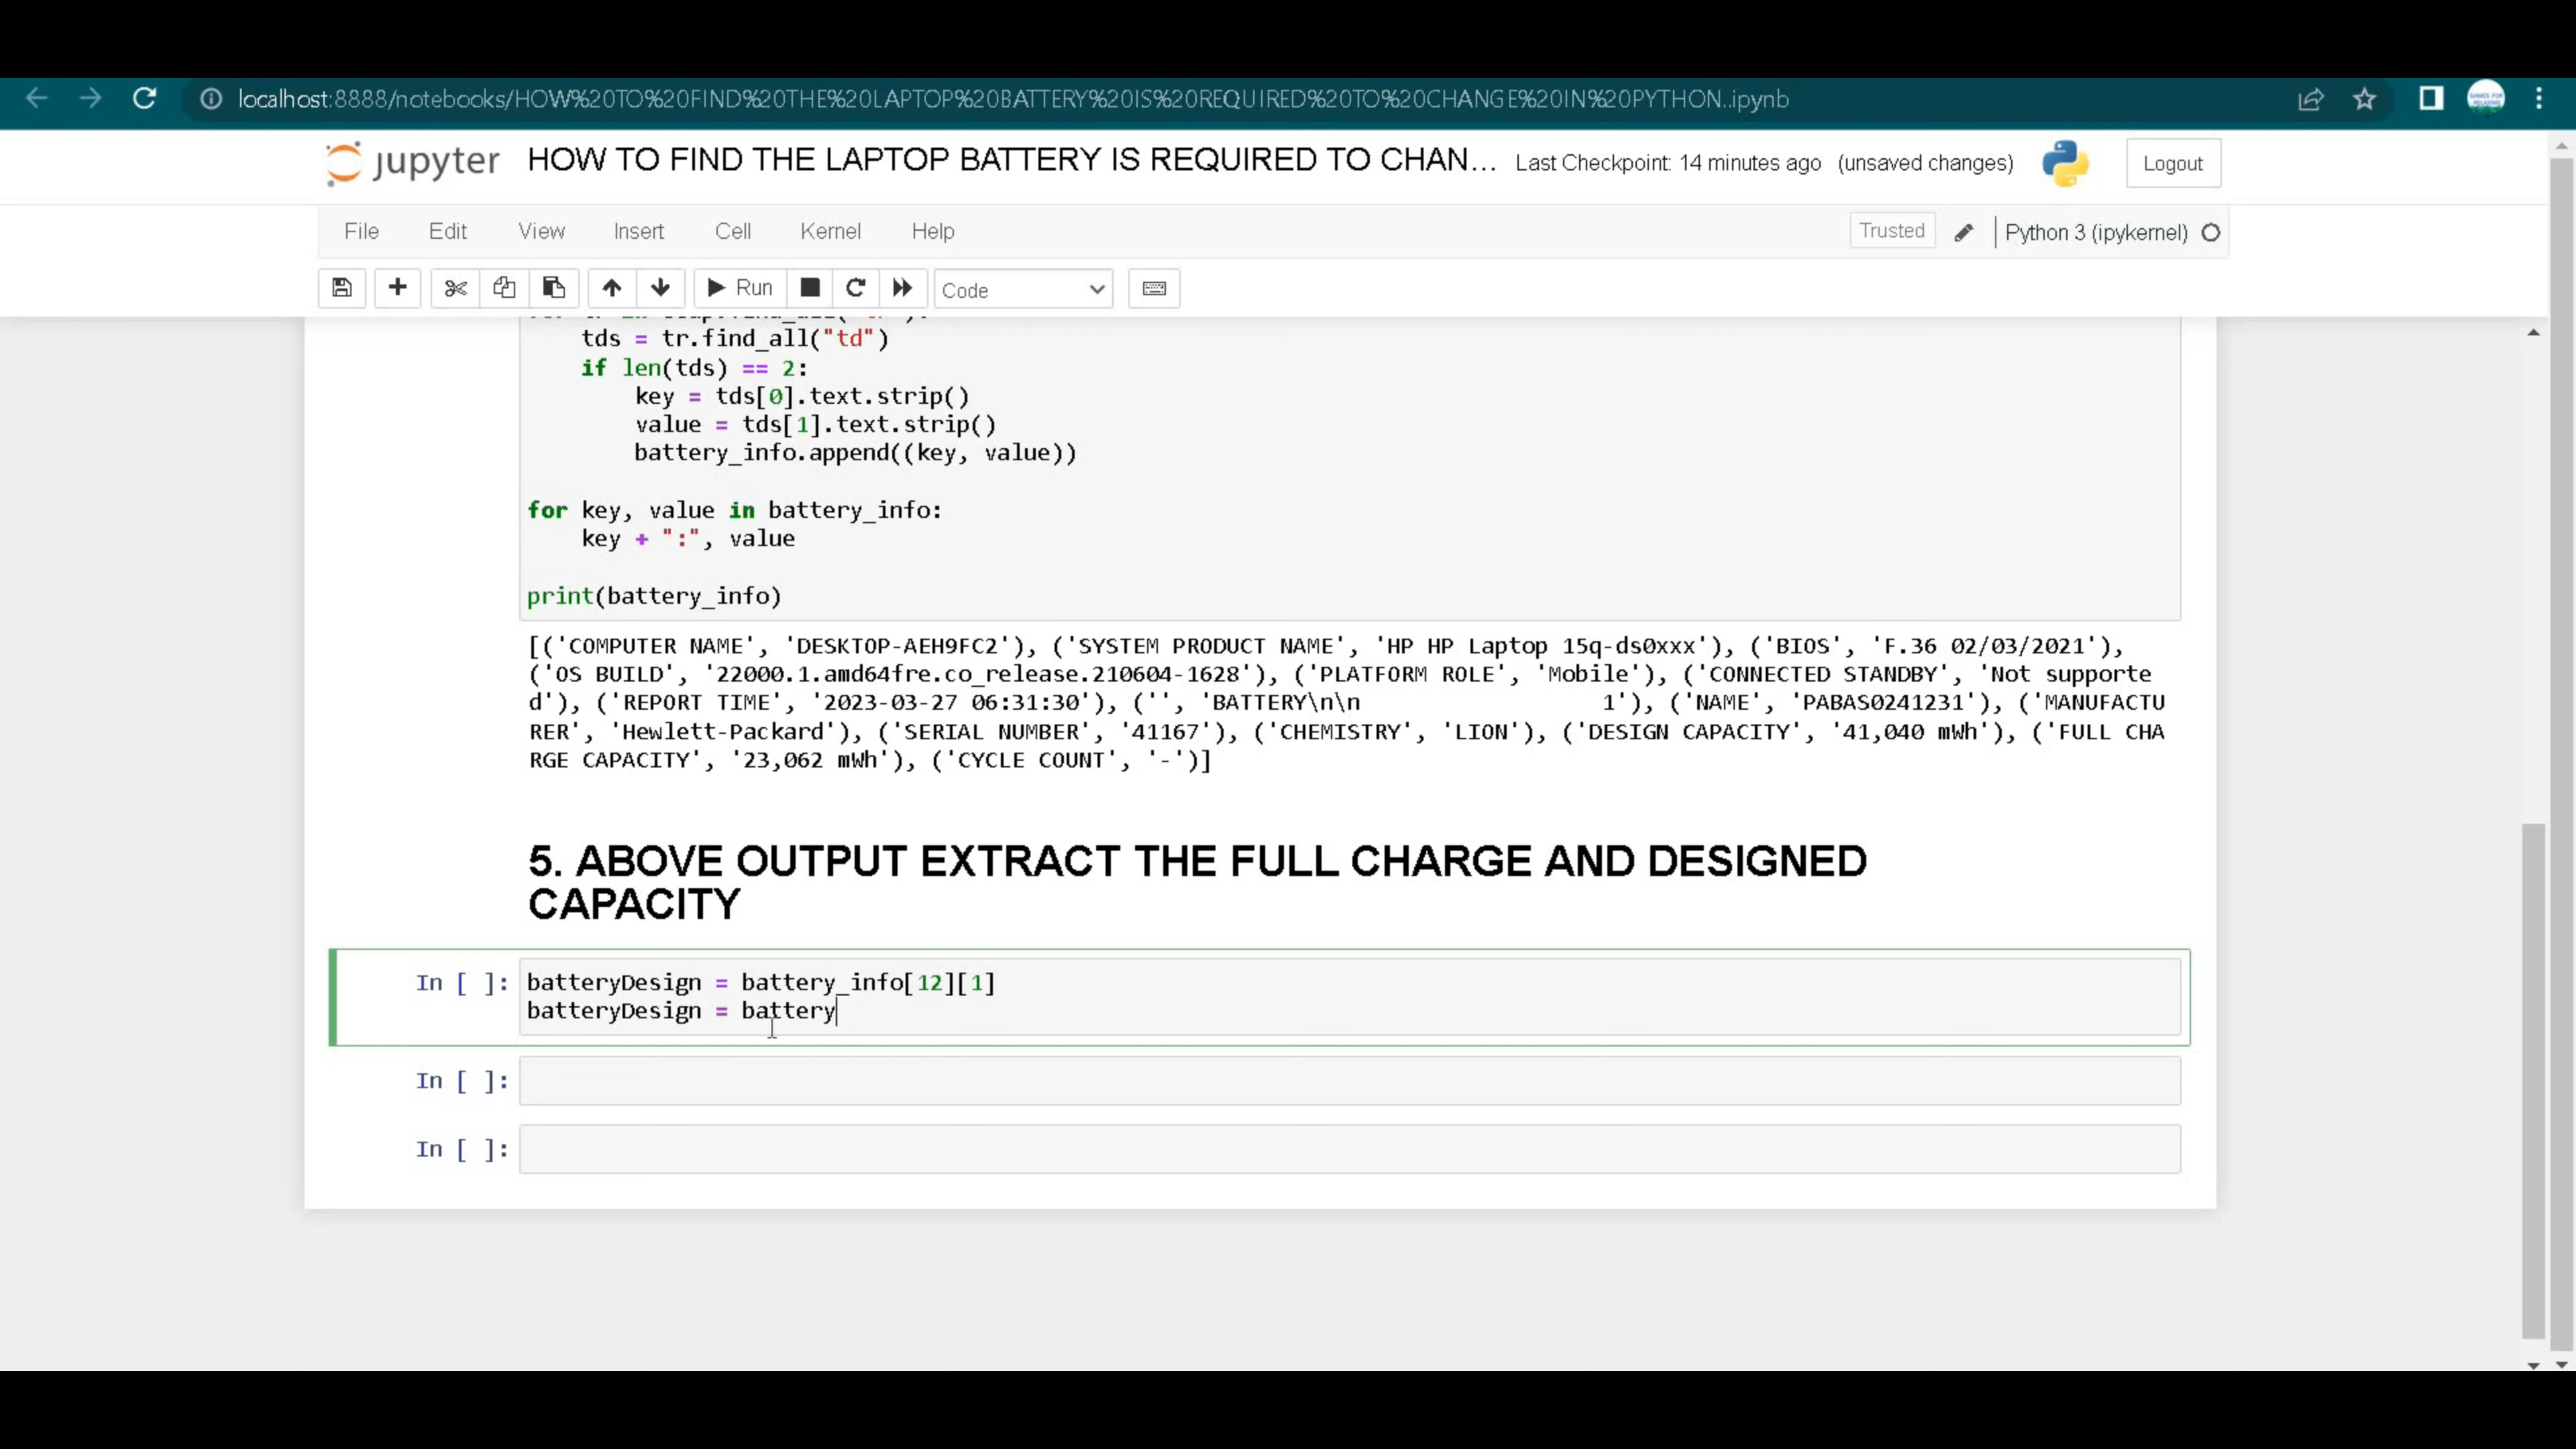 localhost:8888/notebooks/HOW%20TO%20FIND%20THE%20LAPTOP%20BATTERY%20IS%20REQUIRED%20TO%20CHANGE%20IN%20PYTHON..ipynb
jupyter HOW TO FIND THE LAPTOP BATTERY IS REQUIRED TO CHAN... Last Checkpoint: 14 minutes ago (unsaved changes) Logout
File Edit View Insert Cell Kernel Help Trusted Python 3 (ipykernel)
Run Code
tds = tr.find_all("td")
if len(tds) == 2:
key = tds[0].text.strip()
value = tds[1].text.strip()
battery_info.append((key, value))
for key, value in battery_info:
key + ":", value
print(battery_info)
[('COMPUTER NAME', 'DESKTOP-AEH9FC2'), ('SYSTEM PRODUCT NAME', 'HP HP Laptop 15q-ds0xxx'), ('BIOS', 'F.36 02/03/2021'),
('OS BUILD', '22000.1.amd64fre.co_release.210604-1628'), ('PLATFORM ROLE', 'Mobile'), ('CONNECTED STANDBY', 'Not supporte
d'), ('REPORT TIME', '2023-03-27 06:31:30'), ('', 'BATTERY\n\n 1'), ('NAME', 'PABAS0241231'), ('MANUFACTU
RER', 'Hewlett-Packard'), ('SERIAL NUMBER', '41167'), ('CHEMISTRY', 'LION'), ('DESIGN CAPACITY', '41,040 mWh'), ('FULL CHA
RGE CAPACITY', '23,062 mWh'), ('CYCLE COUNT', '-')]
5. ABOVE OUTPUT EXTRACT THE FULL CHARGE AND DESIGNED
CAPACITY
In [ ]: batteryDesign = battery_info[12][1]
batteryDesign = battery
In [ ]:
In [ ]: